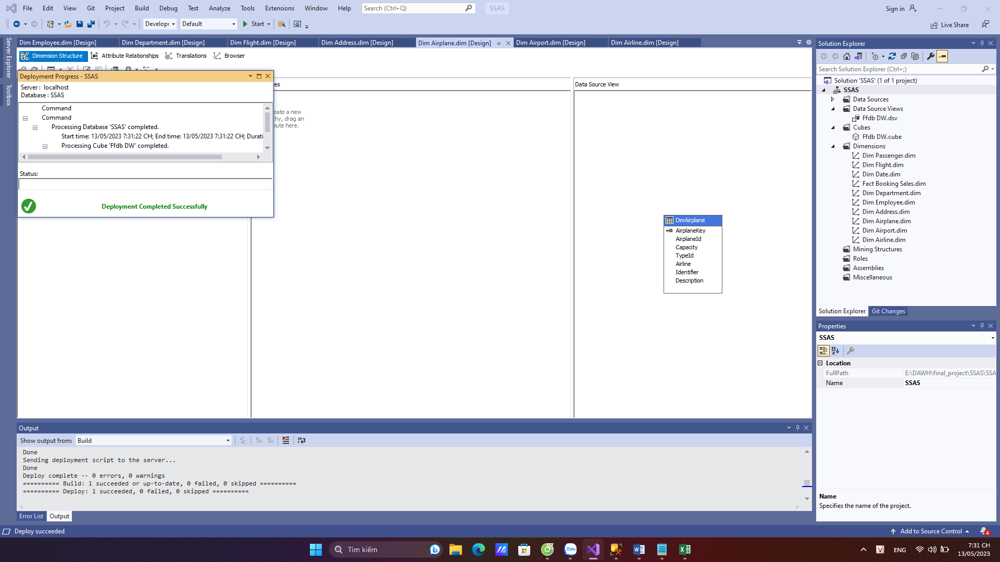 File Edit View Git Project Build Debug Test Analyze Tools Extensions Window Help Search (Ctrl+Q) SSAS Sign in
Develop Default Start Live Share
Server Explorer
Toolbox
Dim Employee.dim [Design] Dim Department.dim [Design] Dim Flight.dim [Design] Dim Address.dim [Design] Dim Airplane.dim [Design] Dim Airport.dim [Design] Dim Airline.dim [Design]
Dimension Structure Attribute Relationships Translations Browser
Deployment Progress - SSAS
Server : localhost
Database : SSAS
Command
Command
Processing Database 'SSAS' completed.
Start time: 13/05/2023 7:31:22 CH; End time: 13/05/2023 7:31:22 CH; Durati
Processing Cube 'Ffdb DW' completed.
Status:
Deployment Completed Successfully
es
eate a new
hy, drag an
bute here.
Data Source View
DimAirplane
AirplaneKey
AirplaneId
Capacity
TypeId
Airline
Identifier
Description
Solution Explorer
Search Solution Explorer (Ctrl+;)
Solution 'SSAS' (1 of 1 project)
SSAS
Data Sources
Data Source Views
Ffdb DW.dsv
Cubes
Ffdb DW.cube
Dimensions
Dim Passenger.dim
Dim Flight.dim
Dim Date.dim
Fact Booking Sales.dim
Dim Department.dim
Dim Employee.dim
Dim Address.dim
Dim Airplane.dim
Dim Airport.dim
Dim Airline.dim
Mining Structures
Roles
Assemblies
Miscellaneous
Solution Explorer Git Changes
Properties
SSAS
Location
FullPath E:\DAWH\final_project\SSAS\SSA
Name SSAS
Name
Specifies the name of the project.
Output
Show output from: Build
Done
Sending deployment script to the server...
Done
Deploy complete -- 0 errors, 0 warnings
========== Build: 1 succeeded or up-to-date, 0 failed, 0 skipped ==========
========== Deploy: 1 succeeded, 0 failed, 0 skipped ==========
Error List Output
Deploy succeeded Add to Source Control 4
Tìm kiếm Zalo ENG 7:31 CH
13/05/2023